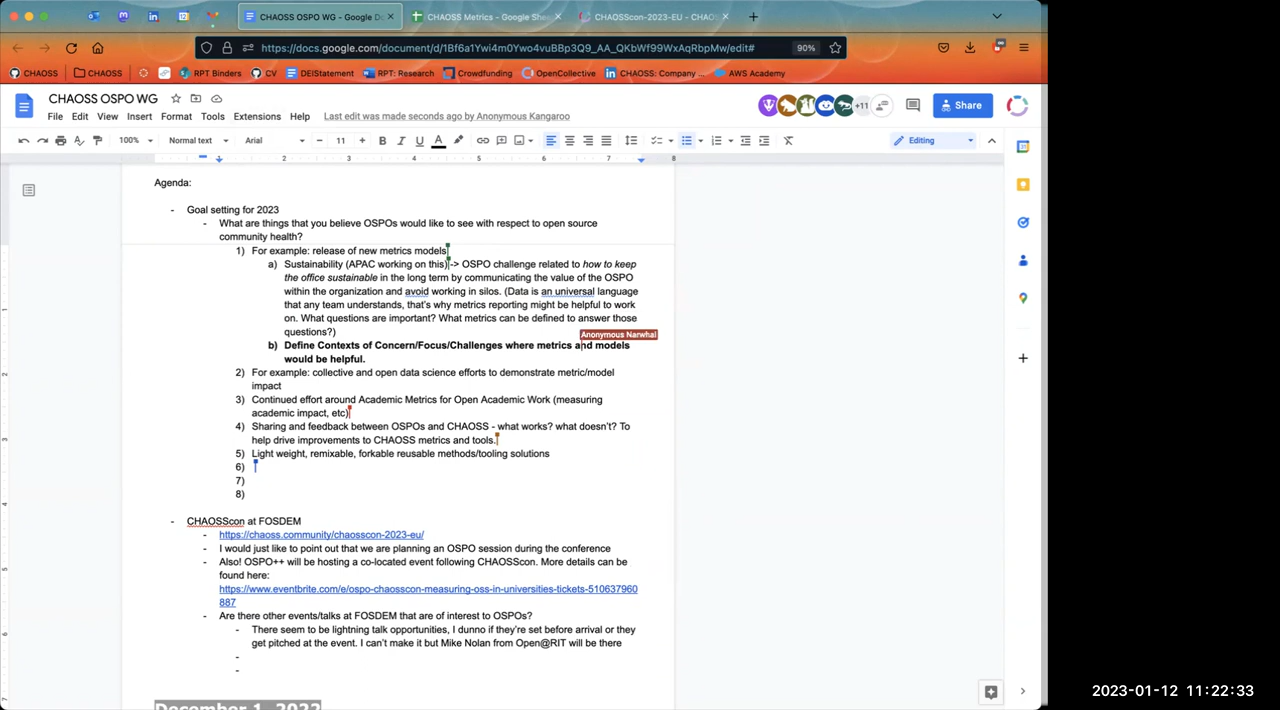 CHAOSS OSPO WG - Google Do
CHAOSS Metrics - Google She
CHAOSScon-2023-EU - CHAO
https://docs.google.com/document/d/1Bf6a1Ywi4m0Ywo4vuBBp3Q9_AA_QKbWf99WxAqRbpMw/edit#
90%
CHAOSS
CHAOSS
RPT Binders
CV
DEIStatement
RPT: Research
Crowdfunding
OpenCollective
CHAOSS: Company ...
AWS Academy
CHAOSS OSPO WG
File Edit View Insert Format Tools Extensions Help
Last edit was made seconds ago by Anonymous Kangaroo
+11
Share
100%
Normal text
Arial
11
Editing
2 3 4 5 6 7 8
Agenda:
- Goal setting for 2023
- What are things that you believe OSPOs would like to see with respect to open source
community health?
1) For example: release of new metrics models
a) Sustainability (APAC working on this) -> OSPO challenge related to how to keep
the office sustainable in the long term by communicating the value of the OSPO
within the organization and avoid working in silos. (Data is an universal language
that any team understands, that's why metrics reporting might be helpful to work
on. What questions are important? What metrics can be defined to answer those
questions?)
Anonymous Narwhal
b) Define Contexts of Concern/Focus/Challenges where metrics and models
would be helpful.
2) For example: collective and open data science efforts to demonstrate metric/model
impact
3) Continued effort around Academic Metrics for Open Academic Work (measuring
academic impact, etc)
4) Sharing and feedback between OSPOs and CHAOSS - what works? what doesn't? To
help drive improvements to CHAOSS metrics and tools.
5) Light weight, remixable, forkable reusable methods/tooling solutions
6)
7)
8)
- CHAOSScon at FOSDEM
- https://chaoss.community/chaosscon-2023-eu/
- I would just like to point out that we are planning an OSPO session during the conference
- Also! OSPO++ will be hosting a co-located event following CHAOSScon. More details can be
found here:
https://www.eventbrite.com/e/ospo-chaosscon-measuring-oss-in-universities-tickets-510637960
887
- Are there other events/talks at FOSDEM that are of interest to OSPOs?
- There seem to be lightning talk opportunities, I dunno if they're set before arrival or they
get pitched at the event. I can't make it but Mike Nolan from Open@RIT will be there
-
-
December 1, 2022
2023-01-12 11:22:33